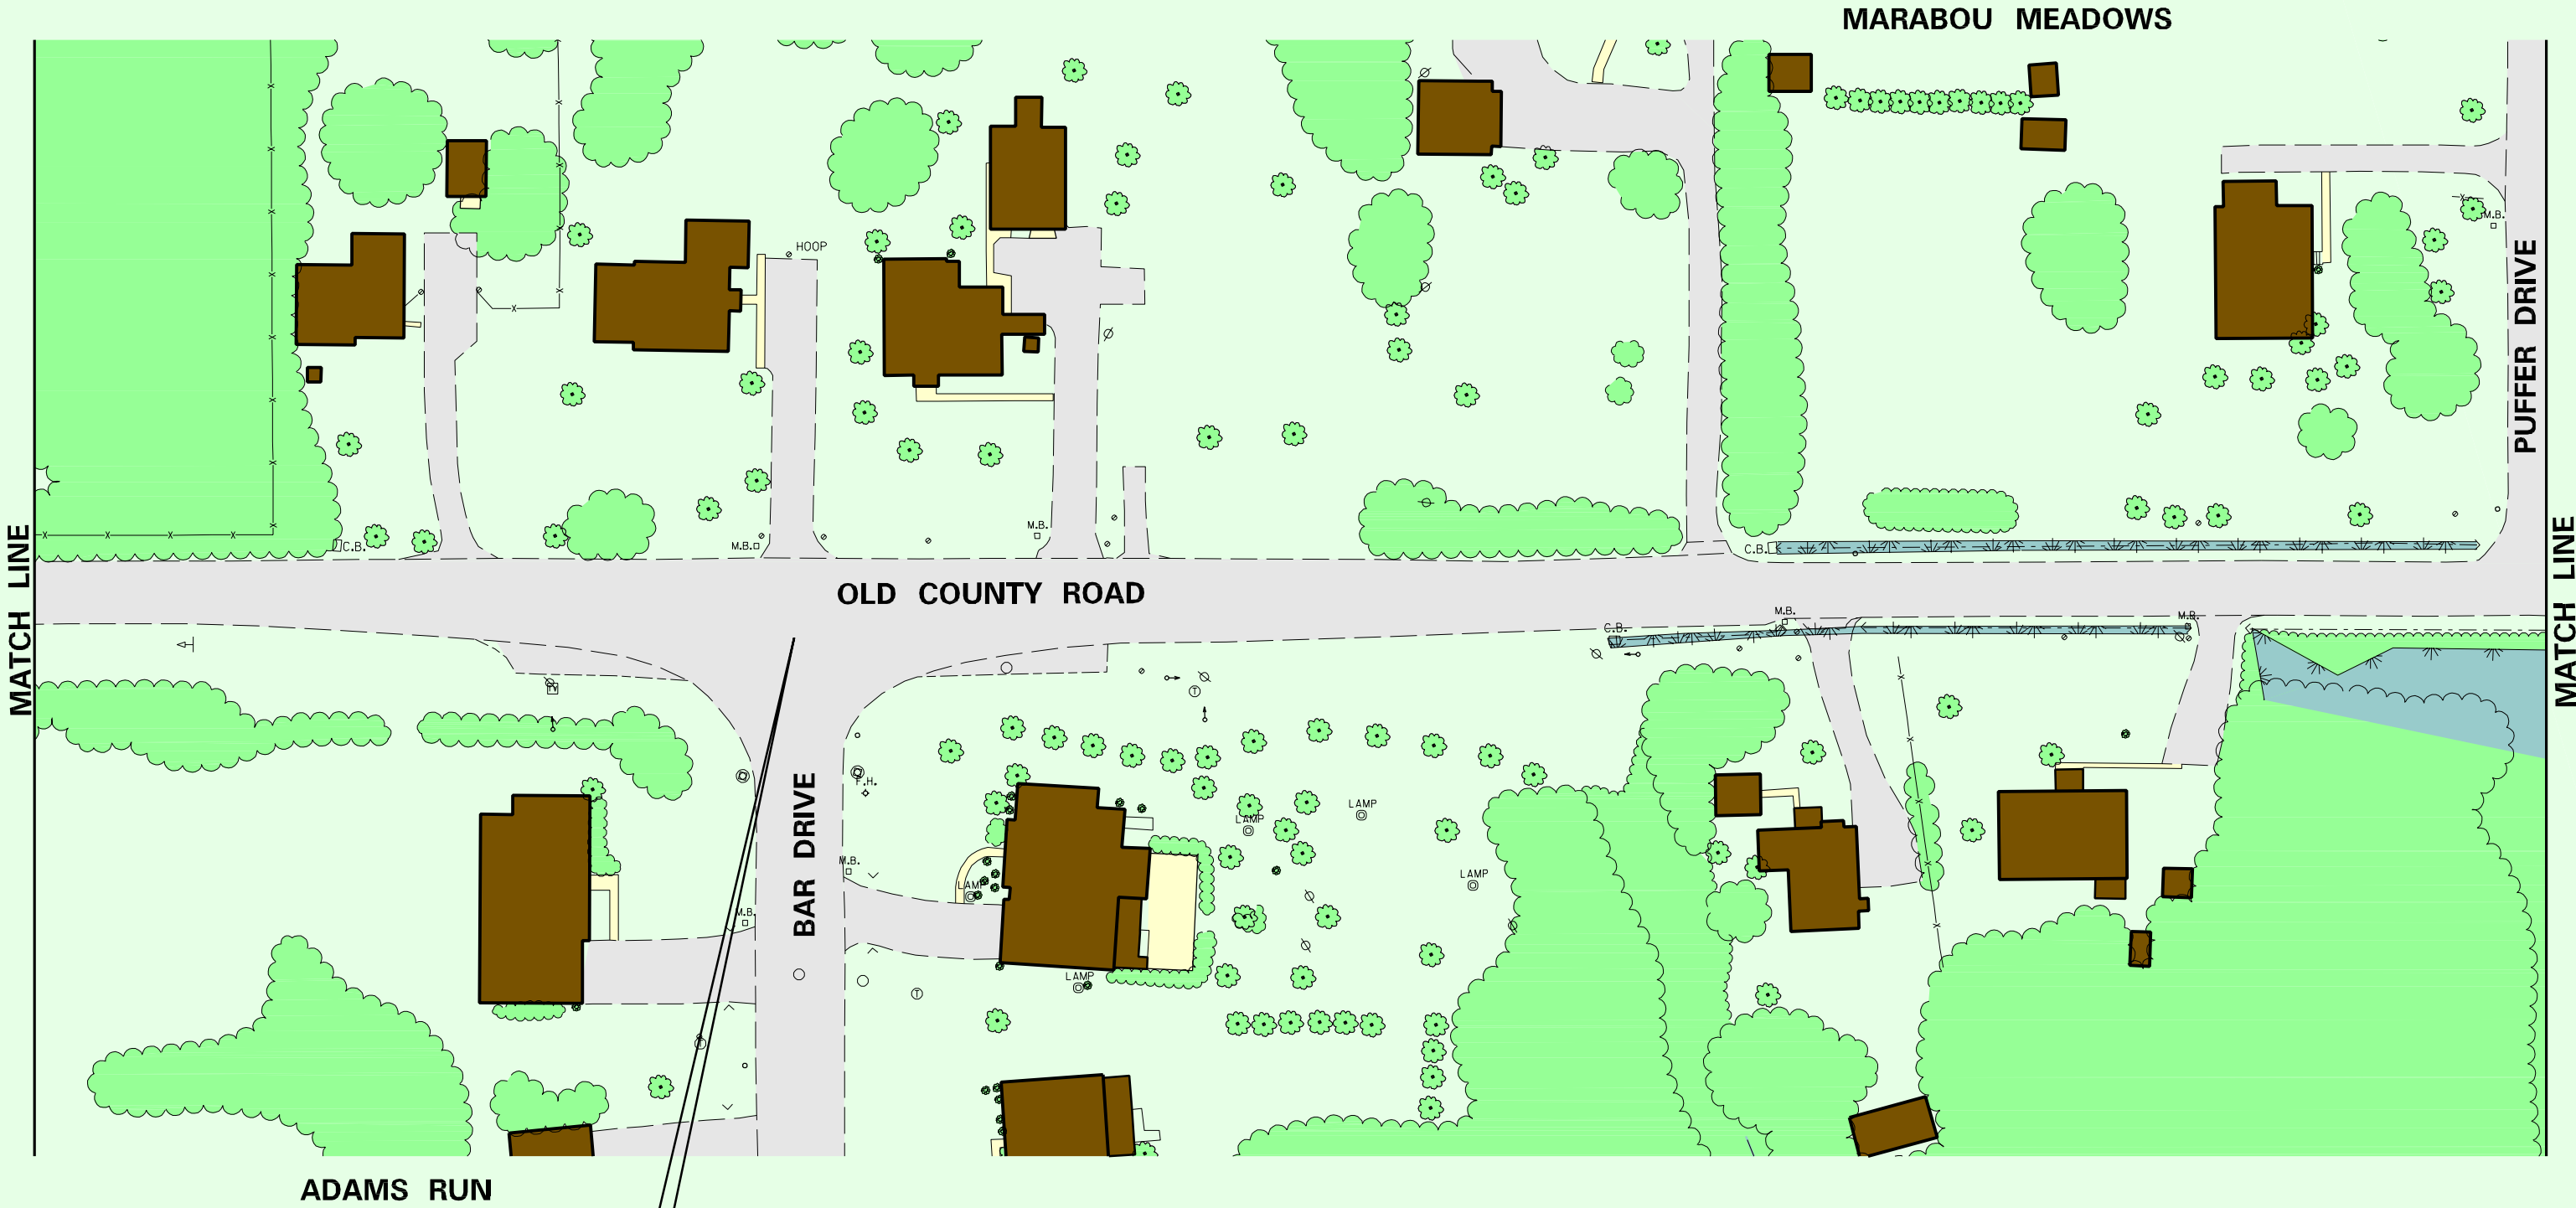 MARABOU MEADOWS
HOOP
M.B.
PUFFER DRIVE
MATCH LINE
MATCH LINE
C.B.
M.B.
M.B.
C.B.
OLD COUNTY ROAD
M.B.
M.B.
C.B.
TV
T
F.H.
LAMP
LAMP
BAR DRIVE
M.B.
LAMP
LAMP
M.B.
LAMP
T
T
ADAMS RUN